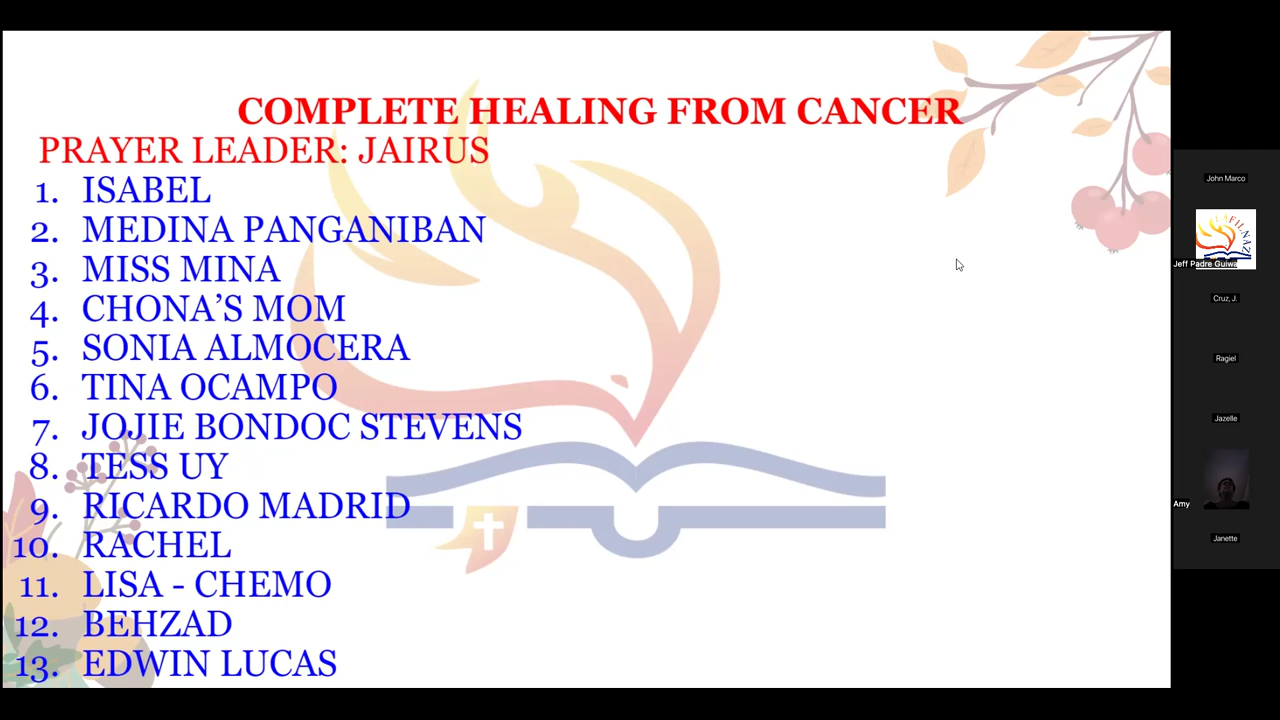 COMPLETE HEALING FROM CANCER
PRAYER LEADER: JAIRUS
1. ISABEL
2. MEDINA PANGANIBAN
3. MISS MINA
4. CHONA’S MOM
5. SONIA ALMOCERA
6. TINA OCAMPO
7. JOJIE BONDOC STEVENS
8. TESS UY
9. RICARDO MADRID
10. RACHEL
11. LISA - CHEMO
12. BEHZAD
13. EDWIN LUCAS
John Marco
LAFILNAZ
Jeff Padre Guiwa
Cruz, J.
Ragiel
Jazelle
Amy
Janette